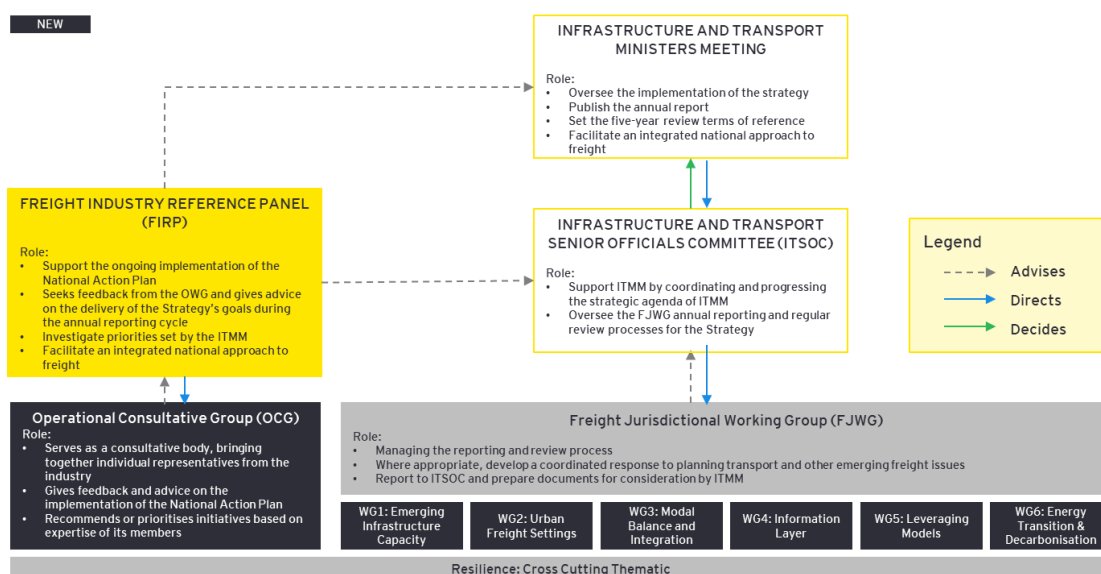 NEW
INFRASTRUCTURE AND TRANSPORT
MINISTERS MEETING
Role:
• Oversee the implementation of the strategy
• Publish the annual report
• Set the five-year review terms of reference
• Facilitate an integrated national approach to
freight
FREIGHT INDUSTRY REFERENCE PANEL
(FIRP)
Role:
• Support the ongoing implementation of the
National Action Plan
• Seeks feedback from the OWG and gives advice
on the delivery of the Strategy's goals during
the annual reporting cycle
• Investigate priorities set by the ITMM
• Facilitate an integrated national approach to
freight
INFRASTRUCTURE AND TRANSPORT
SENIOR OFFICIALS COMMITTEE (ITSOC)
Role:
• Support ITMM by coordinating and progressing
the strategic agenda of ITMM
• Oversee the FJWG annual reporting and regular
review processes for the Strategy
Legend
Advises
Directs
Decides
Operational Consultative Group (OCG)
Role:
• Serves as a consultative body, bringing
together individual representatives from the
industry
• Gives feedback and advice on the
implementation of the National Action Plan
• Recommends or prioritises initiatives based on
expertise of its members
Freight Jurisdictional Working Group (FJWG)
Role:
• Managing the reporting and review process
• Where appropriate, develop a coordinated response to planning transport and other emerging freight issues
• Report to ITSOC and prepare documents for consideration by ITMM
WG1: Emerging
Infrastructure
Capacity
WG2: Urban
Freight Settings
WG3: Modal
Balance and
Integration
WG4: Information
Layer
WG5: Leveraging
Models
WG6: Energy
Transition &
Decarbonisation
Resilience: Cross Cutting Thematic